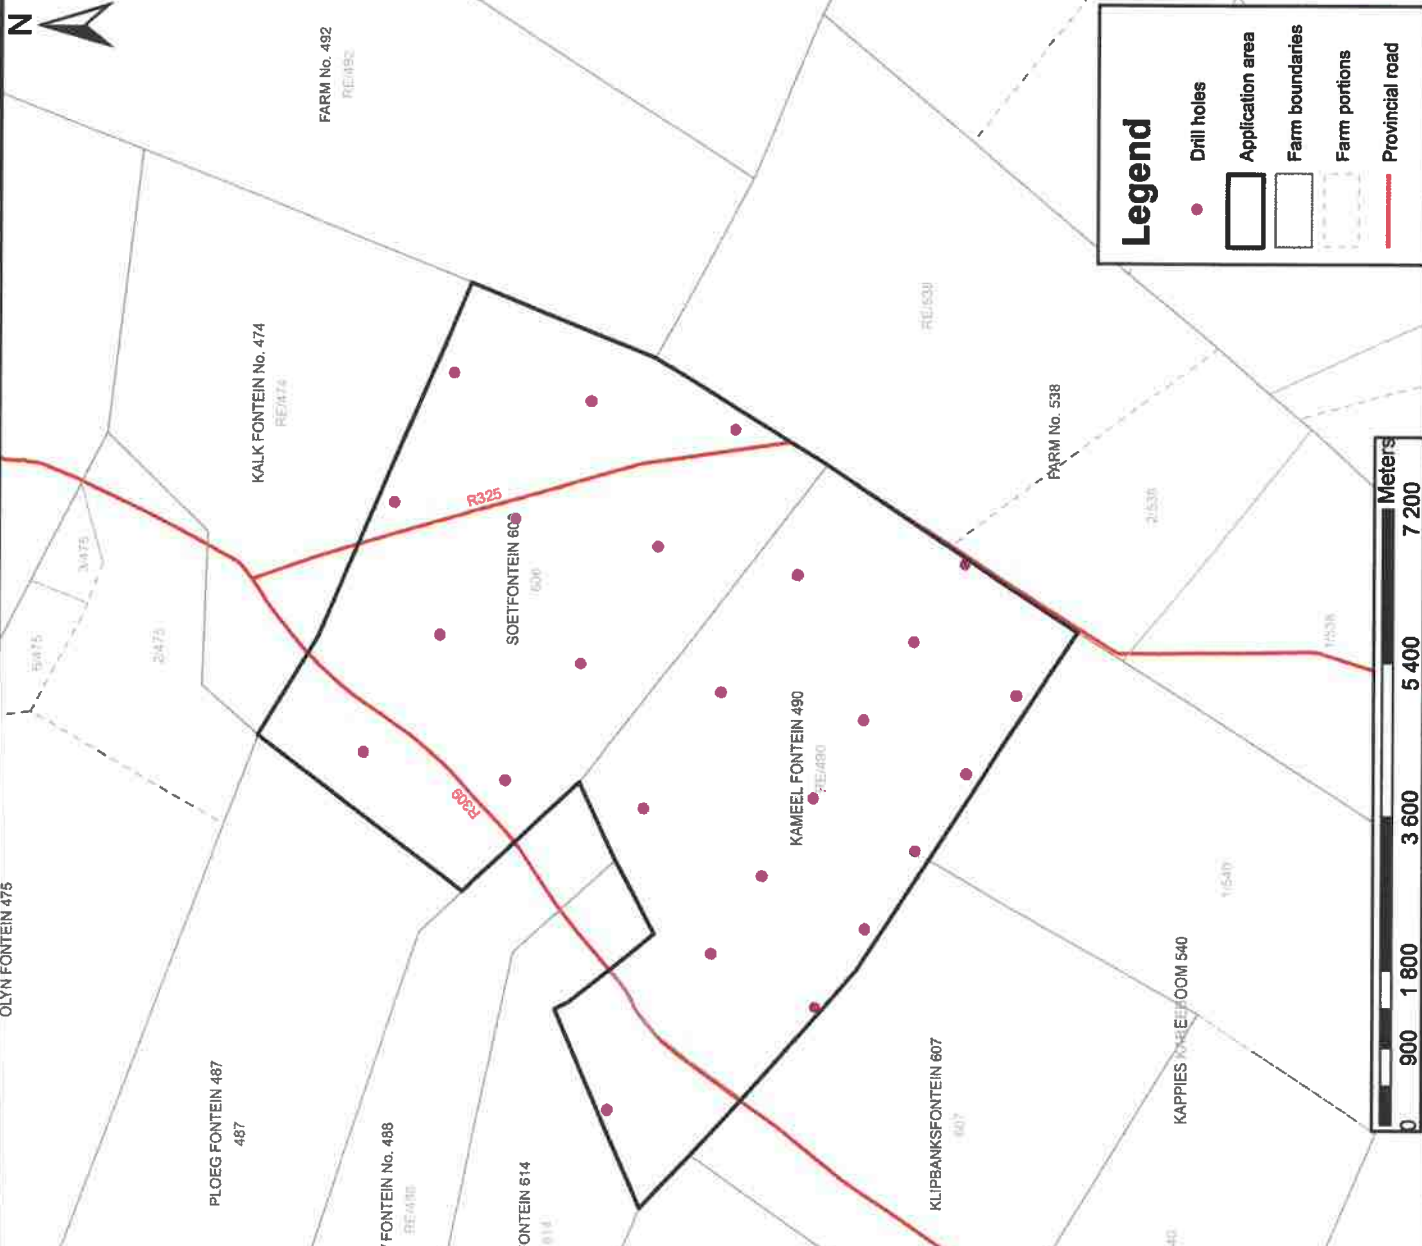 N
FARM No. 492
RE/492
KALK FONTEIN No. 474
RE/474
3/475
5/475
2/475
OLYN FONTEIN 475
R325
SOETFONTEIN 606
606
R309
RE/538
FARM No. 538
2/538
1/538
KAMEEL FONTEIN 490
RE/490
1/540
KAPPIES KAREEBOOM 540
PLOEG FONTEIN 487
487
FONTEIN No. 488
RE/488
ONTEIN 614
614
KLIPBANKSFONTEIN 607
607
40
Legend
Drill holes
Application area
Farm boundaries
Farm portions
Provincial road
Meters
0 900 1 800 3 600 5 400 7 200